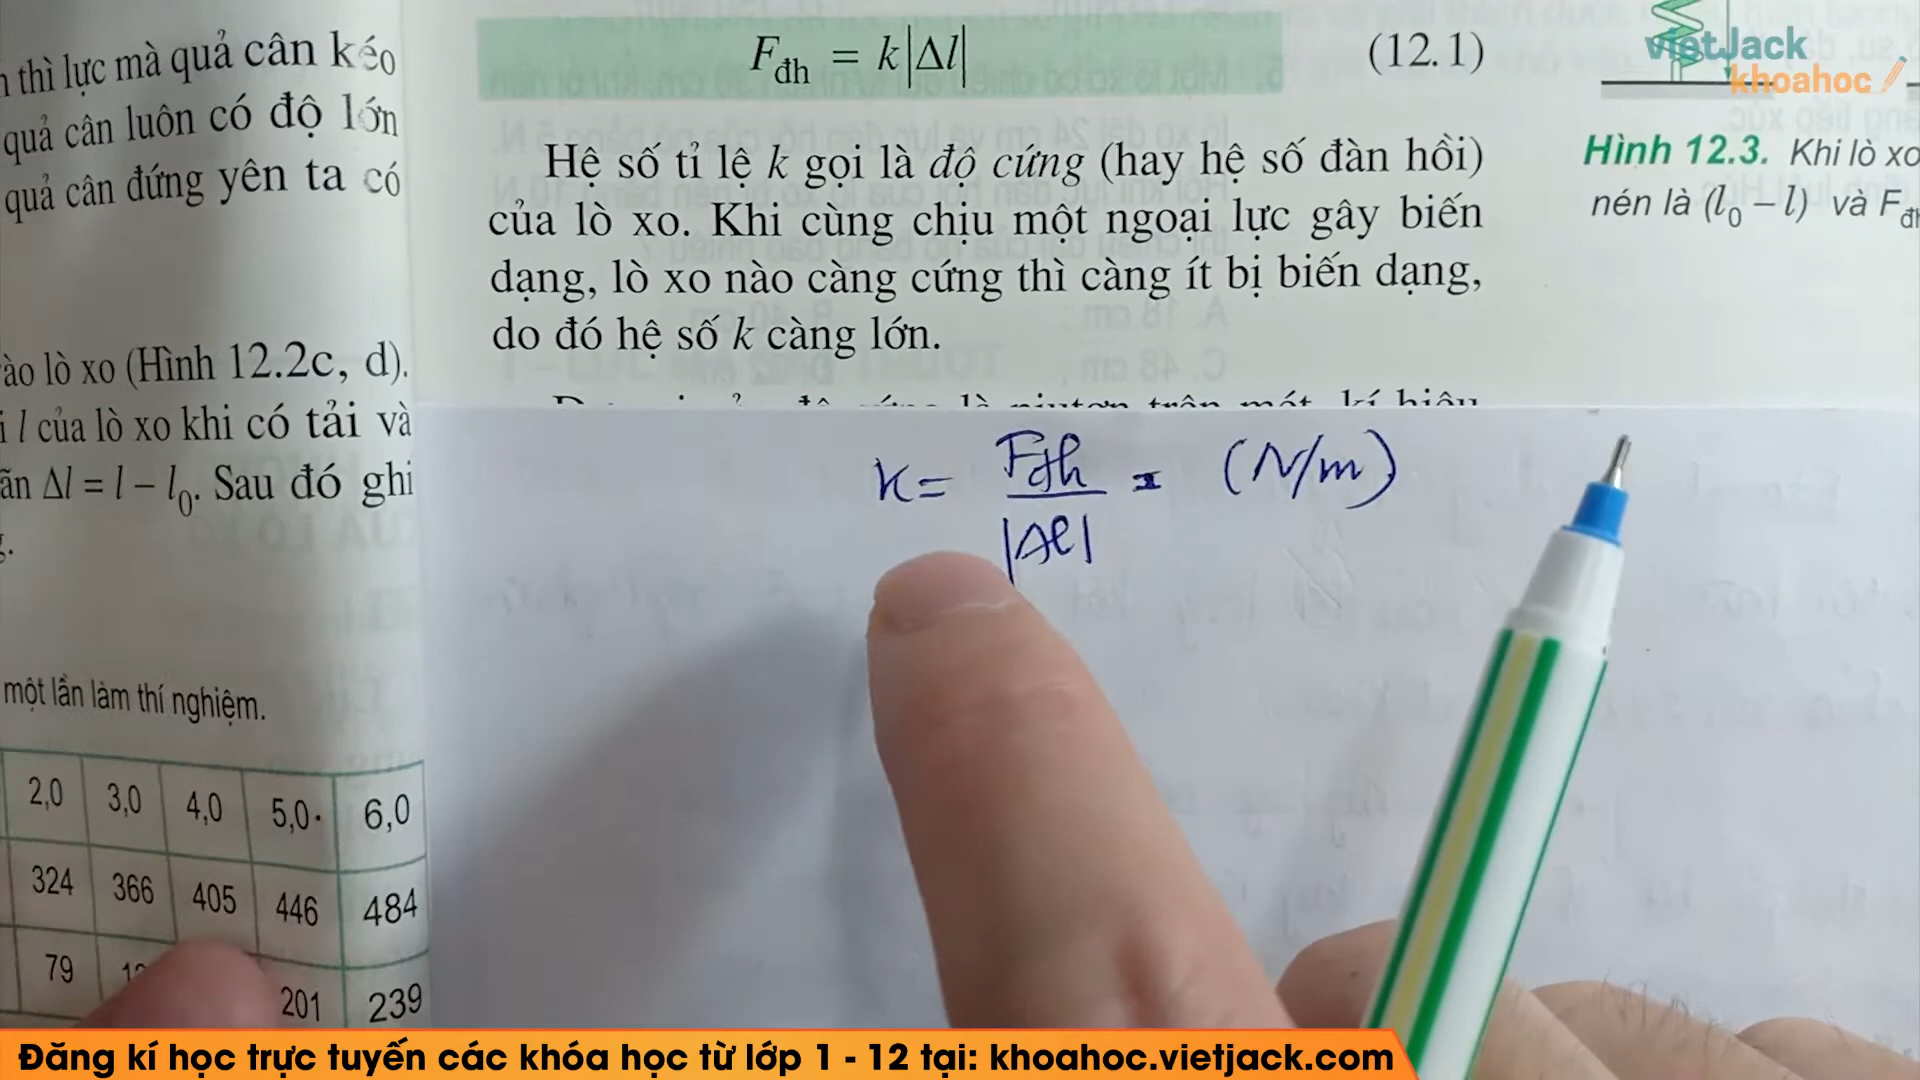 thì lực mà quả cân kéo
quả cân luôn có độ lớn
quả cân đứng yên ta có
lò xo (Hình 12.2c, d).
l của lò xo khi có tải và
Δl = l – l₀. Sau đó ghi
một lần làm thí nghiệm.
2,0 3,0 4,0 5,0 6,0
324 366 405 446 484
79 201 239
Fđh = k|Δl| (12.1)
Hệ số tỉ lệ k gọi là độ cứng (hay hệ số đàn hồi)
của lò xo. Khi cùng chịu một ngoại lực gây biến
dạng, lò xo nào càng cứng thì càng ít bị biến dạng,
do đó hệ số k càng lớn.
K = Fđh / |Δl| = (N/m)
vietJack
khoahoc
Hình 12.3. Khi lò xo
nén là (l₀ – l) và Fđh
Đăng kí học trực tuyến các khóa học từ lớp 1 - 12 tại: khoahoc.vietjack.com